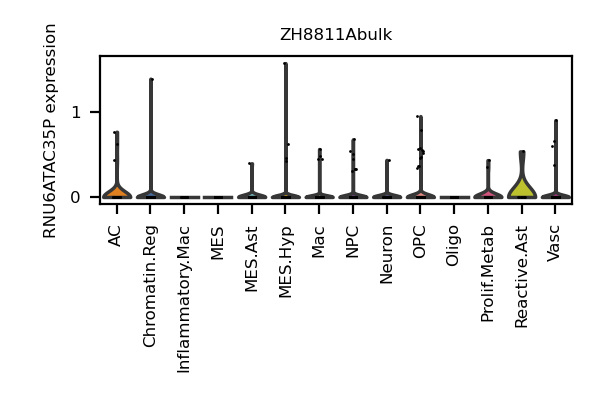 ZH8811Abulk
RNU6ATAC35P expression
1
0
AC
Chromatin.Reg
Inflammatory.Mac
MES
MES.Ast
MES.Hyp
Mac
NPC
Neuron
OPC
Oligo
Prolif.Metab
Reactive.Ast
Vasc